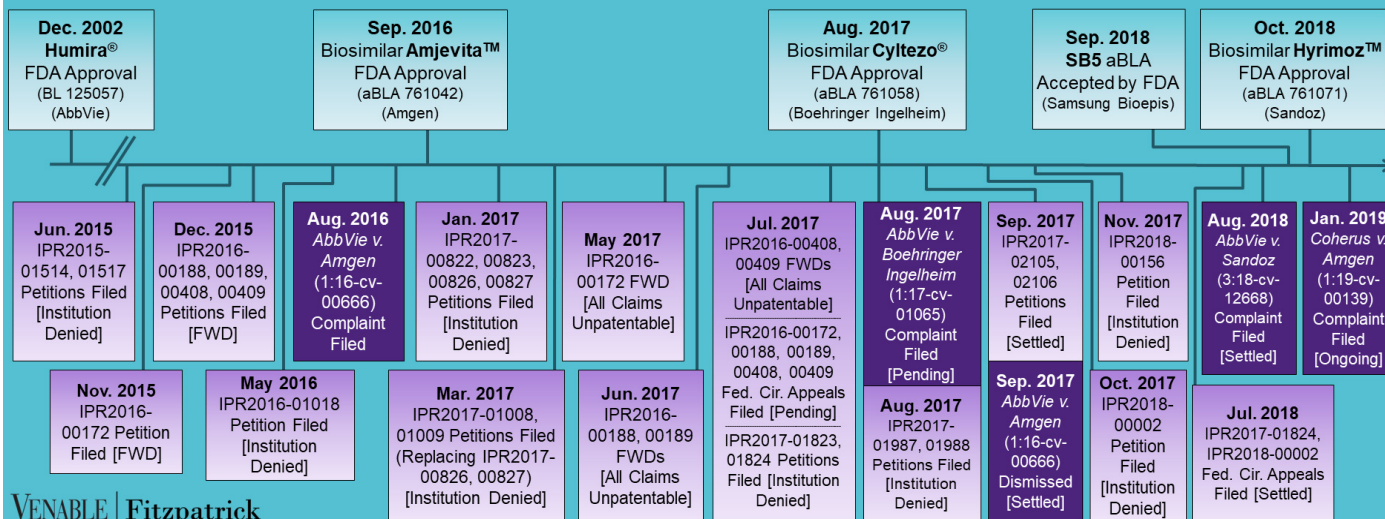 Dec. 2002
Humira®
FDA Approval
(BL 125057)
(AbbVie)
Sep. 2016
Biosimilar Amjevita™
FDA Approval
(aBLA 761042)
(Amgen)
Aug. 2017
Biosimilar Cyltezo®
FDA Approval
(aBLA 761058)
(Boehringer Ingelheim)
Sep. 2018
SB5 aBLA
Accepted by FDA
(Samsung Bioepis)
Oct. 2018
Biosimilar Hyrimoz™
FDA Approval
(aBLA 761071)
(Sandoz)
Jun. 2015
IPR2015-
01514, 01517
Petitions Filed
[Institution
Denied]
Nov. 2015
IPR2016-
00172 Petition
Filed [FWD]
Dec. 2015
IPR2016-
00188, 00189,
00408, 00409
Petitions Filed
[FWD]
May 2016
IPR2016-01018
Petition Filed
[Institution
Denied]
Aug. 2016
AbbVie v.
Amgen
(1:16-cv-
00666)
Complaint
Filed
Jan. 2017
IPR2017-
00822, 00823,
00826, 00827
Petitions Filed
[Institution
Denied]
Mar. 2017
IPR2017-01008,
01009 Petitions Filed
(Replacing IPR2017-
00826, 00827)
[Institution Denied]
May 2017
IPR2016-
00172 FWD
[All Claims
Unpatentable]
Jun. 2017
IPR2016-
00188, 00189
FWDs
[All Claims
Unpatentable]
Jul. 2017
IPR2016-00408,
00409 FWDs
[All Claims
Unpatentable]
IPR2016-00172,
00188, 00189,
00408, 00409
Fed. Cir. Appeals
Filed [Pending]
IPR2017-01823,
01824 Petitions
Filed [Institution
Denied]
Aug. 2017
AbbVie v.
Boehringer
Ingelheim
(1:17-cv-
01065)
Complaint
Filed
[Pending]
Aug. 2017
IPR2017-
01987, 01988
Petitions Filed
[Institution
Denied]
Sep. 2017
IPR2017-
02105,
02106
Petitions
Filed
[Settled]
Sep. 2017
AbbVie v.
Amgen
(1:16-cv-
00666)
Dismissed
[Settled]
Nov. 2017
IPR2018-
00156
Petition
Filed
[Institution
Denied]
Oct. 2017
IPR2018-
00002
Petition
Filed
[Institution
Denied]
Aug. 2018
AbbVie v.
Sandoz
(3:18-cv-
12668)
Complaint
Filed
[Settled]
Jul. 2018
IPR2017-01824,
IPR2018-00002
Fed. Cir. Appeals
Filed [Settled]
Jan. 2019
Coherus v.
Amgen
(1:19-cv-
00139)
Complaint
Filed
[Ongoing]
VENABLE | Fitzpatrick